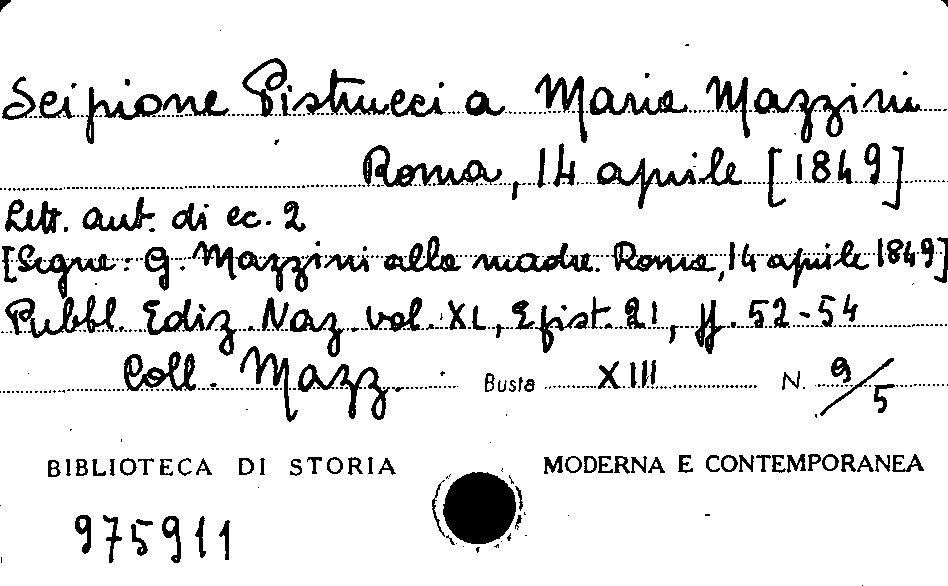 Scipione Pistrucci a Maria Mazzini
Roma, 14 aprile [1849]
Lett. aut. di cc. 2
[Segue: G. Mazzini alla madre. Roma, 14 aprile 1849]
Pubbl. Ediz. Naz. vol. XL, Epist. 21, pp. 52-54
Coll. Mazz. Busta XIII N. 9/5
BIBLIOTECA DI STORIA MODERNA E CONTEMPORANEA
975911